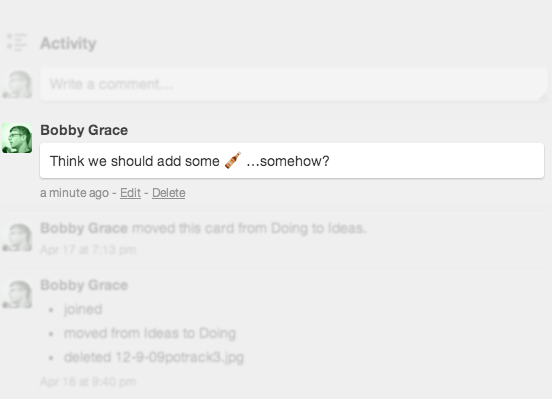 Activity
Write a comment…
Bobby Grace
Think we should add some …somehow?
a minute ago - Edit - Delete
Bobby Grace moved this card from Doing to Ideas.
Apr 17 at 7:13 pm
Bobby Grace
joined
moved from Ideas to Doing
deleted 12-9-09potrack3.jpg
Apr 16 at 9:40 pm